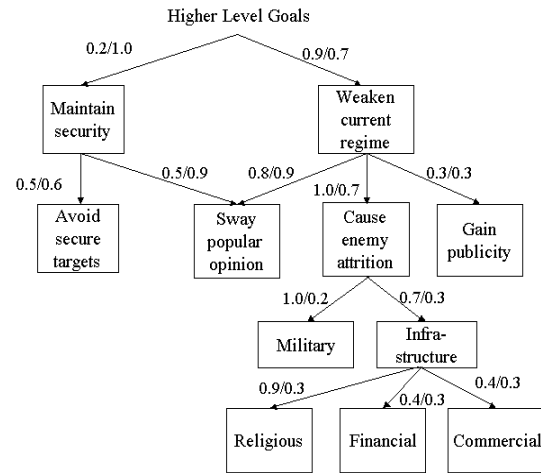 Higher Level Goals
0.2/1.0
0.9/0.7
Maintain
security
Weaken
current
regime
0.5/0.6
0.5/0.9
0.8/0.9
1.0/0.7
0.3/0.3
Avoid
secure
targets
Sway
popular
opinion
Cause
enemy
attrition
Gain
publicity
1.0/0.2
0.7/0.3
Military
Infra-
structure
0.9/0.3
0.4/0.3
0.4/0.3
Religious
Financial
Commercial